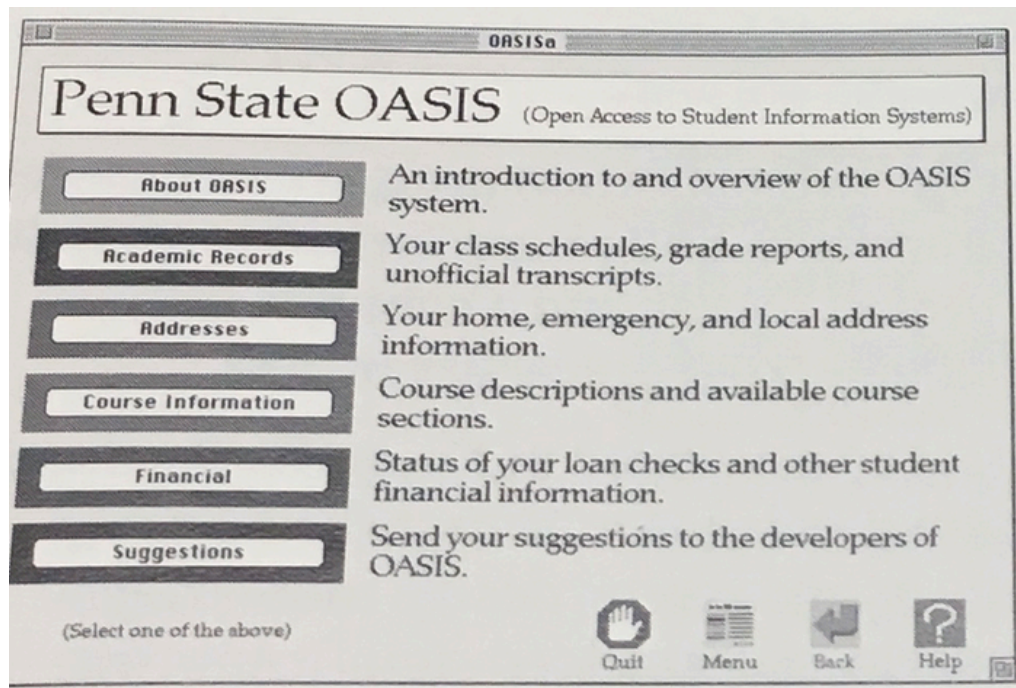 OASISa
Penn State OASIS (Open Access to Student Information Systems)
About OASIS
An introduction to and overview of the OASIS
system.
Academic Records
Your class schedules, grade reports, and
unofficial transcripts.
Addresses
Your home, emergency, and local address
information.
Course Information
Course descriptions and available course
sections.
Financial
Status of your loan checks and other student
financial information.
Suggestions
Send your suggestions to the developers of
OASIS.
(Select one of the above)
Quit Menu Back Help